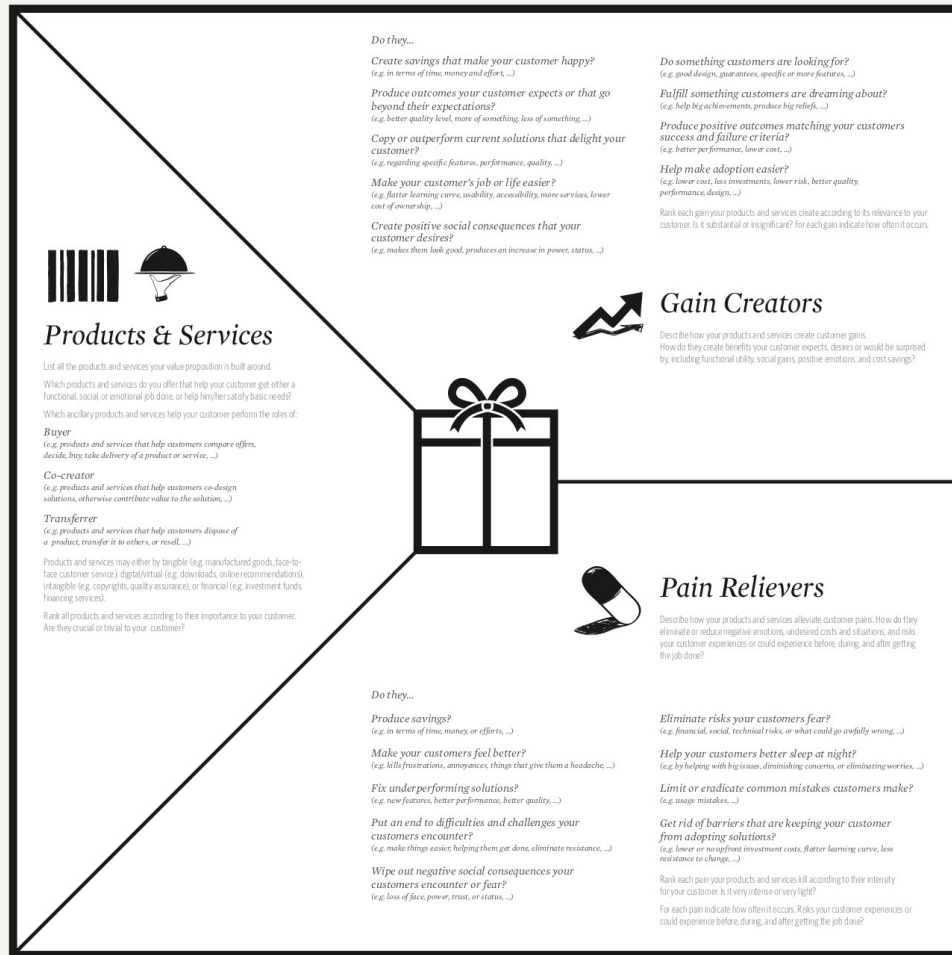 Products & Services
List all the products and services your value proposition is built around.
Which products and services do you offer that help your customer get either a
functional, social, or emotional job done, or help him/her satisfy basic needs?
Which ancillary products and services help your customer perform the roles of:
Buyer
(e.g. products and services that help customers compare offers,
decide, buy, take delivery of a product or service, ...)
Co-creator
(e.g. products and services that help customers co-design
solutions, otherwise contribute value to the solution, ...)
Transferrer
(e.g. products and services that help customers dispose of
a product, transfer it to others, or resell, ...)
Products and services may either by tangible (e.g. manufactured goods, face-to-
face customer service), digital/virtual (e.g. downloads, online recommendations),
intangible (e.g. copyrights, quality assurance), or financial (e.g. investment funds,
financing services).
Rank all products and services according to their importance to your customer.
Are they crucial or trivial to your customer?
Do they...
Create savings that make your customer happy?
(e.g. in terms of time, money and effort, ...)
Produce outcomes your customer expects or that go
beyond their expectations?
(e.g. better quality level, more of something, less of something, ...)
Copy or outperform current solutions that delight your
customer?
(e.g. regarding specific features, performance, quality, ...)
Make your customer's job or life easier?
(e.g. flatter learning curve, usability, accessibility, more services, lower
cost of ownership, ...)
Create positive social consequences that your
customer desires?
(e.g. makes them look good, produces an increase in power, status, ...)
Do something customers are looking for?
(e.g. good design, guarantees, specific or more features, ...)
Fulfill something customers are dreaming about?
(e.g. help big achievements, produce big reliefs, ...)
Produce positive outcomes matching your customers
success and failure criteria?
(e.g. better performance, lower cost, ...)
Help make adoption easier?
(e.g. lower cost, less investments, lower risk, better quality,
performance, design, ...)
Rank each gain your products and services create according to its relevance to your
customer. Is it substantial or insignificant? For each gain indicate how often it occurs.
Gain Creators
Describe how your products and services create customer gains.
How do they create benefits your customer expects, desires or would be surprised
by, including functional utility, social gains, positive emotions, and cost savings?
Pain Relievers
Describe how your products and services alleviate customer pains. How do they
eliminate or reduce negative emotions, undesired costs and situations, and risks
your customer experiences or could experience before, during, and after getting
the job done?
Do they...
Produce savings?
(e.g. in terms of time, money, or efforts, ...)
Make your customers feel better?
(e.g. kills frustrations, annoyances, things that give them a headache, ...)
Fix underperforming solutions?
(e.g. new features, better performance, better quality, ...)
Put an end to difficulties and challenges your
customers encounter?
(e.g. make things easier, helping them get done, eliminate resistance, ...)
Wipe out negative social consequences your
customers encounter or fear?
(e.g. loss of face, power, trust, or status, ...)
Eliminate risks your customers fear?
(e.g. financial, social, technical risks, or what could go awfully wrong, ...)
Help your customers better sleep at night?
(e.g. by helping with big issues, diminishing concerns, or eliminating worries, ...)
Limit or eradicate common mistakes customers make?
(e.g. usage mistakes, ...)
Get rid of barriers that are keeping your customer
from adopting solutions?
(e.g. lower or no upfront investment costs, flatter learning curve, less
resistance to change, ...)
Rank each pain your products and services kill according to their intensity
for your customer. Is it very intense or very light?
For each pain indicate how often it occurs. Risks your customer experiences or
could experience before, during, and after getting the job done?